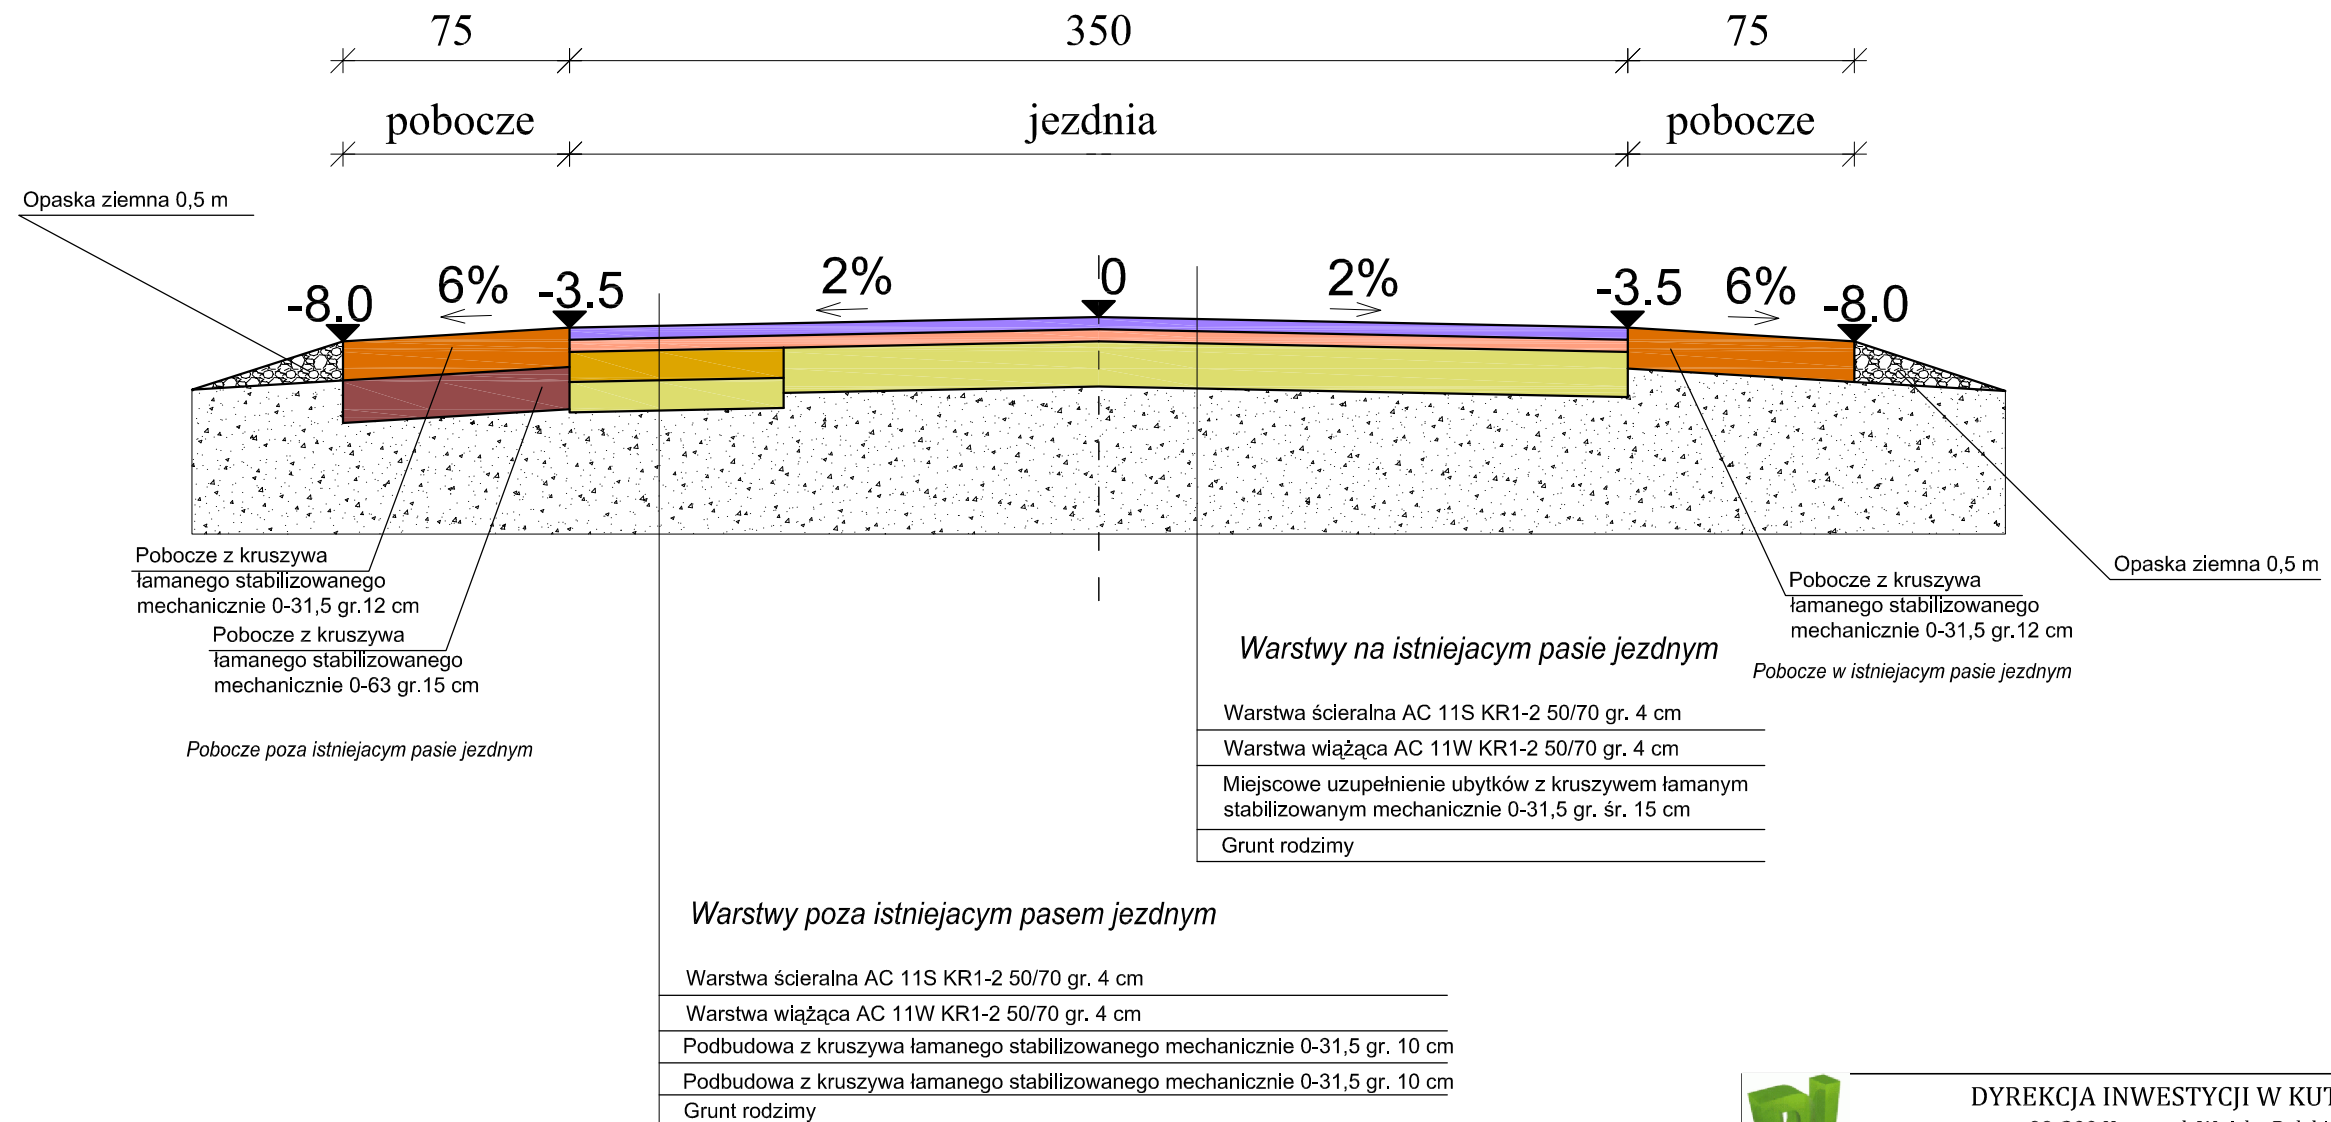 75 350 75
pobocze jezdnia pobocze
Opaska ziemna 0,5 m
-8.0 6% -3.5 2% 0 2% -3.5 6% -8.0
Pobocze z kruszywa
łamanego stabilizowanego
mechanicznie 0-31,5 gr.12 cm
Pobocze z kruszywa
łamanego stabilizowanego
mechanicznie 0-63 gr.15 cm
Pobocze poza istniejacym pasie jezdnym
Opaska ziemna 0,5 m
Pobocze z kruszywa
łamanego stabilizowanego
mechanicznie 0-31,5 gr.12 cm
Pobocze w istniejacym pasie jezdnym
Warstwy na istniejacym pasie jezdnym
Warstwa ścieralna AC 11S KR1-2 50/70 gr. 4 cm
Warstwa wiążąca AC 11W KR1-2 50/70 gr. 4 cm
Miejscowe uzupełnienie ubytków z kruszywem łamanym
stabilizowanym mechanicznie 0-31,5 gr. śr. 15 cm
Grunt rodzimy
Warstwy poza istniejacym pasem jezdnym
Warstwa ścieralna AC 11S KR1-2 50/70 gr. 4 cm
Warstwa wiążąca AC 11W KR1-2 50/70 gr. 4 cm
Podbudowa z kruszywa łamanego stabilizowanego mechanicznie 0-31,5 gr. 10 cm
Podbudowa z kruszywa łamanego stabilizowanego mechanicznie 0-31,5 gr. 10 cm
Grunt rodzimy
DYREKCJA INWESTYCJI W KUT